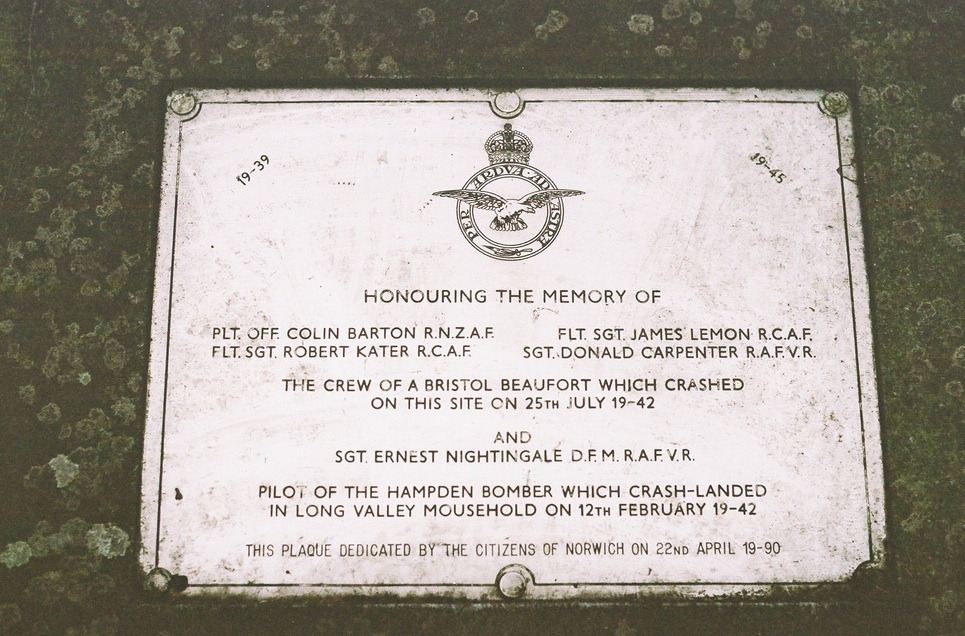 19-39
19-45
PER ARDVA·AD ASTRA
HONOURING THE MEMORY OF
PLT. OFF. COLIN BARTON R.N.Z.A.F. FLT. SGT. JAMES LEMON R.C.A.F.
FLT. SGT. ROBERT KATER R.C.A.F. SGT. DONALD CARPENTER R.A.F.V.R.
THE CREW OF A BRISTOL BEAUFORT WHICH CRASHED
ON THIS SITE ON 25TH JULY 19-42
AND
SGT. ERNEST NIGHTINGALE D.F.M. R.A.F.V.R.
PILOT OF THE HAMPDEN BOMBER WHICH CRASH-LANDED
IN LONG VALLEY MOUSEHOLD ON 12TH FEBRUARY 19-42
THIS PLAQUE DEDICATED BY THE CITIZENS OF NORWICH ON 22ND APRIL 19-90